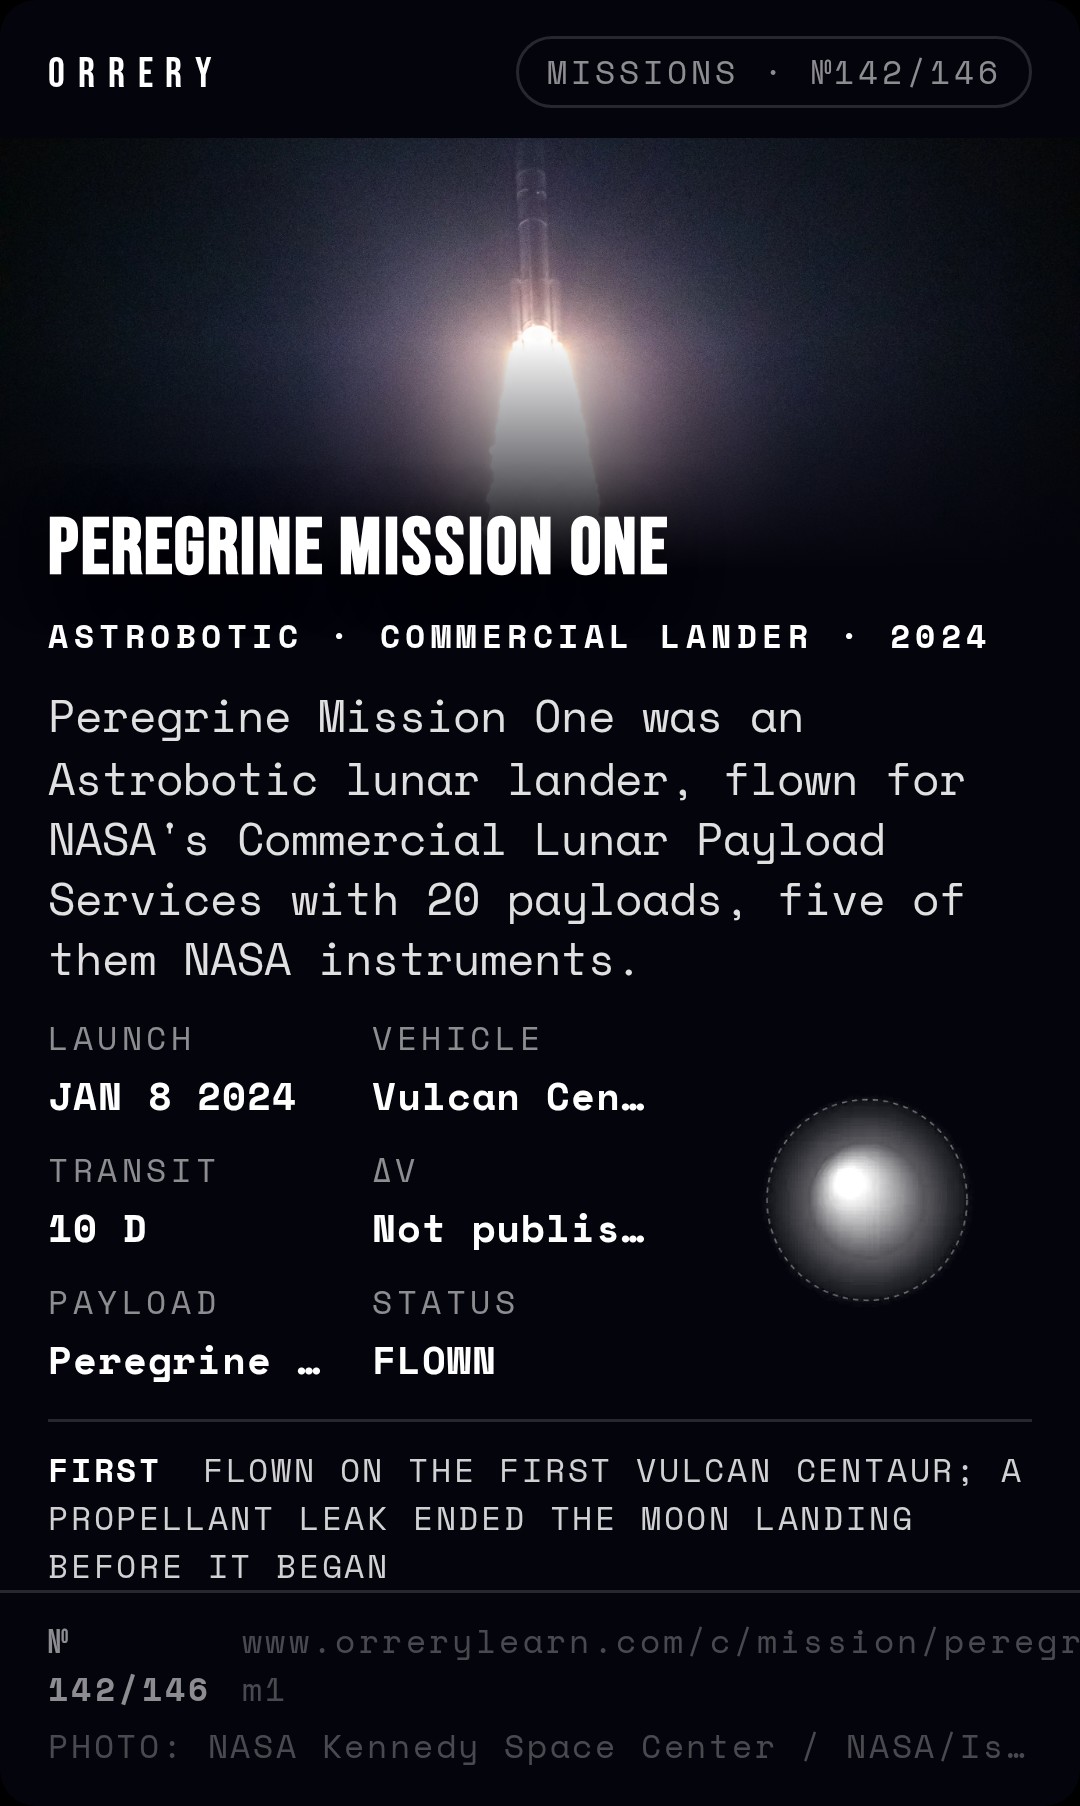 ORRERY
MISSIONS · №142/146
PEREGRINE MISSION ONE
ASTROBOTIC · COMMERCIAL LANDER · 2024
Peregrine Mission One was an
Astrobotic lunar lander, flown for
NASA's Commercial Lunar Payload
Services with 20 payloads, five of
them NASA instruments.
LAUNCH VEHICLE
JAN 8 2024 Vulcan Cen…
TRANSIT ΔV
10 D Not publis…
PAYLOAD STATUS
Peregrine … FLOWN
FIRST FLOWN ON THE FIRST VULCAN CENTAUR; A
PROPELLANT LEAK ENDED THE MOON LANDING
BEFORE IT BEGAN
№ www.orrerylearn.com/c/mission/peregr
142/146 m1
PHOTO: NASA Kennedy Space Center / NASA/Is…